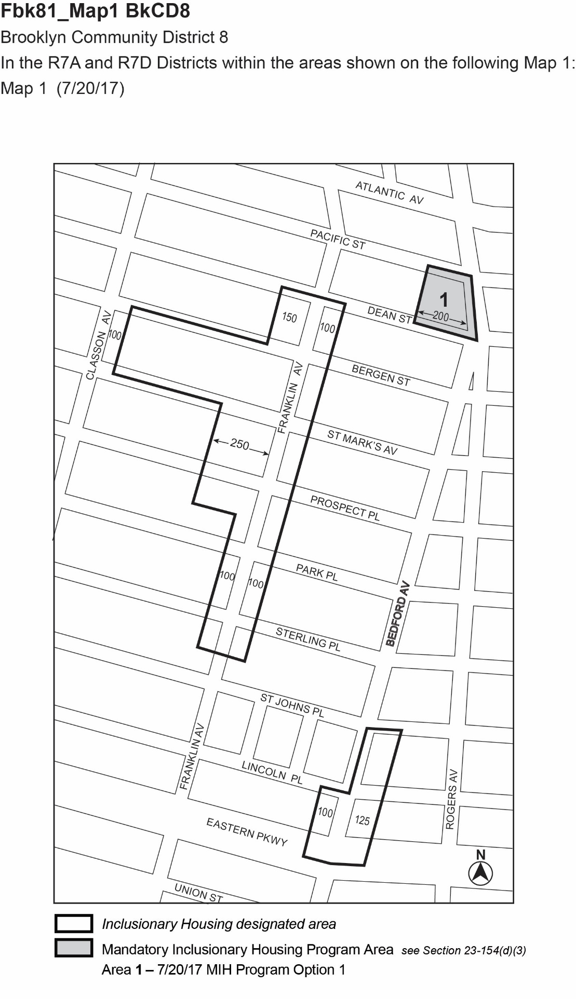 Fbk81_Map1 BkCD8
Brooklyn Community District 8
In the R7A and R7D Districts within the areas shown on the following Map 1:
Map 1 (7/20/17)
ATLANTIC AV
PACIFIC ST
1
200
DEAN ST
150
100
CLASSON AV
100
FRANKLIN AV
BERGEN ST
250
ST MARK'S AV
PROSPECT PL
100
100
PARK PL
BEDFORD AV
STERLING PL
ST JOHNS PL
FRANKLIN AV
LINCOLN PL
ROGERS AV
100
125
EASTERN PKWY
N
UNION ST
Inclusionary Housing designated area
Mandatory Inclusionary Housing Program Area see Section 23-154(d)(3)
Area 1 – 7/20/17 MIH Program Option 1